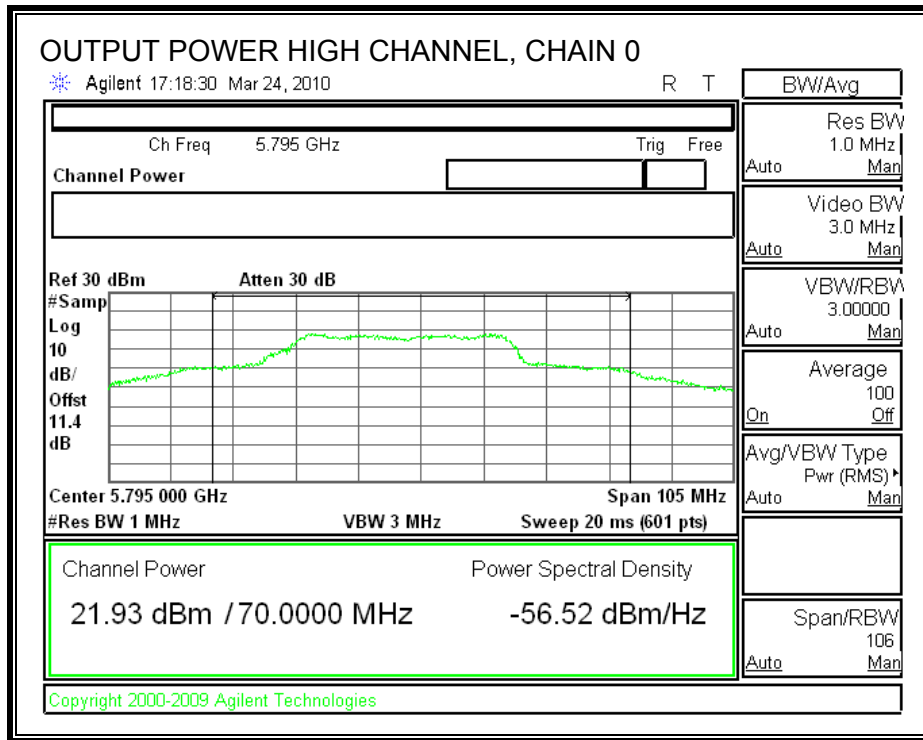 OUTPUT POWER HIGH CHANNEL, CHAIN 0
Agilent 17:18:30 Mar 24, 2010 R T
Ch Freq 5.795 GHz Trig Free
Channel Power
Ref 30 dBm Atten 30 dB
#Samp
Log
10
dB/
Offst
11.4
dB
Center 5.795 000 GHz Span 105 MHz
#Res BW 1 MHz VBW 3 MHz Sweep 20 ms (601 pts)
Channel Power Power Spectral Density
21.93 dBm /70.0000 MHz -56.52 dBm/Hz
Copyright 2000-2009 Agilent Technologies
BW/Avg
Res BW
1.0 MHz
Auto Man
Video BW
3.0 MHz
Auto Man
VBW/RBW
3.00000
Auto Man
Average
100
On Off
Avg/VBW Type
Pwr (RMS)
Auto Man
Span/RBW
106
Auto Man